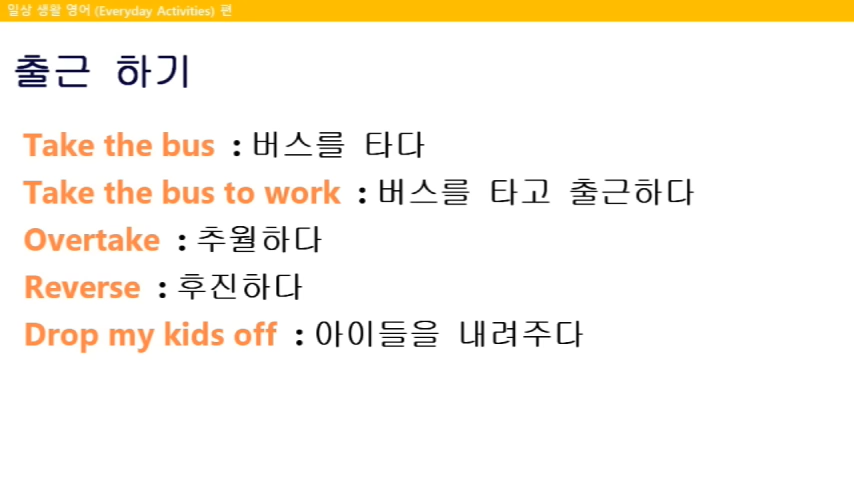 일상 생활 영어 (Everyday Activities) 편
출근 하기
Take the bus : 버스를 타다
Take the bus to work : 버스를 타고 출근하다
Overtake : 추월하다
Reverse : 후진하다
Drop my kids off : 아이들을 내려주다